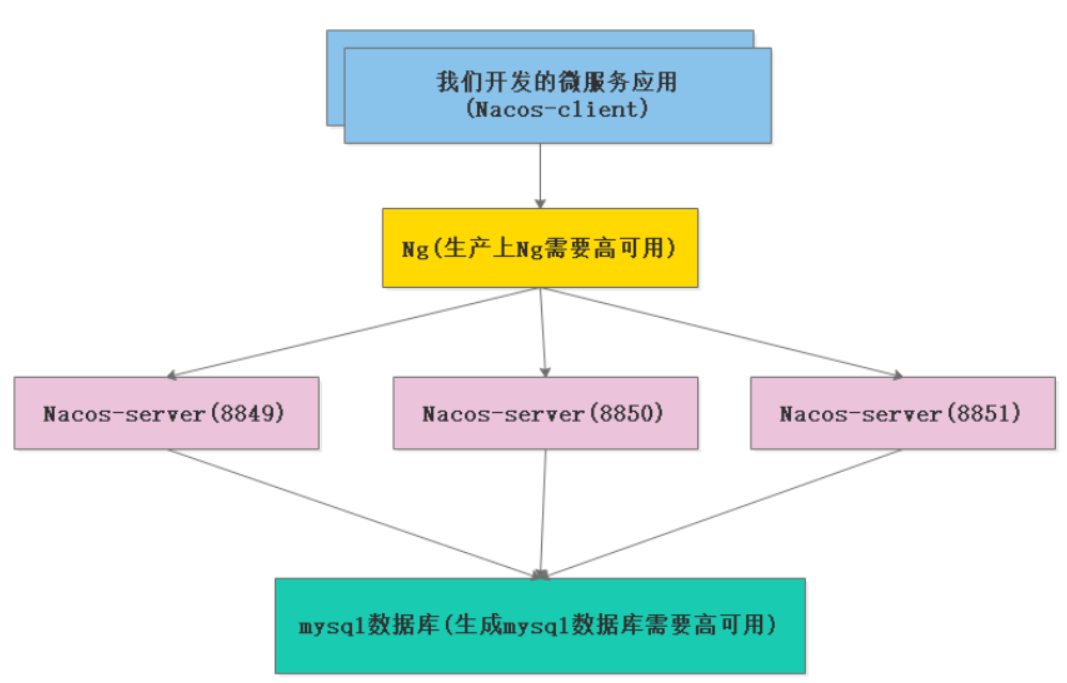 我们开发的微服务应用
(Nacos-client)
Ng(生产上Ng需要高可用)
Nacos-server(8849)
Nacos-server(8850)
Nacos-server(8851)
mysql数据库(生成mysql数据库需要高可用)